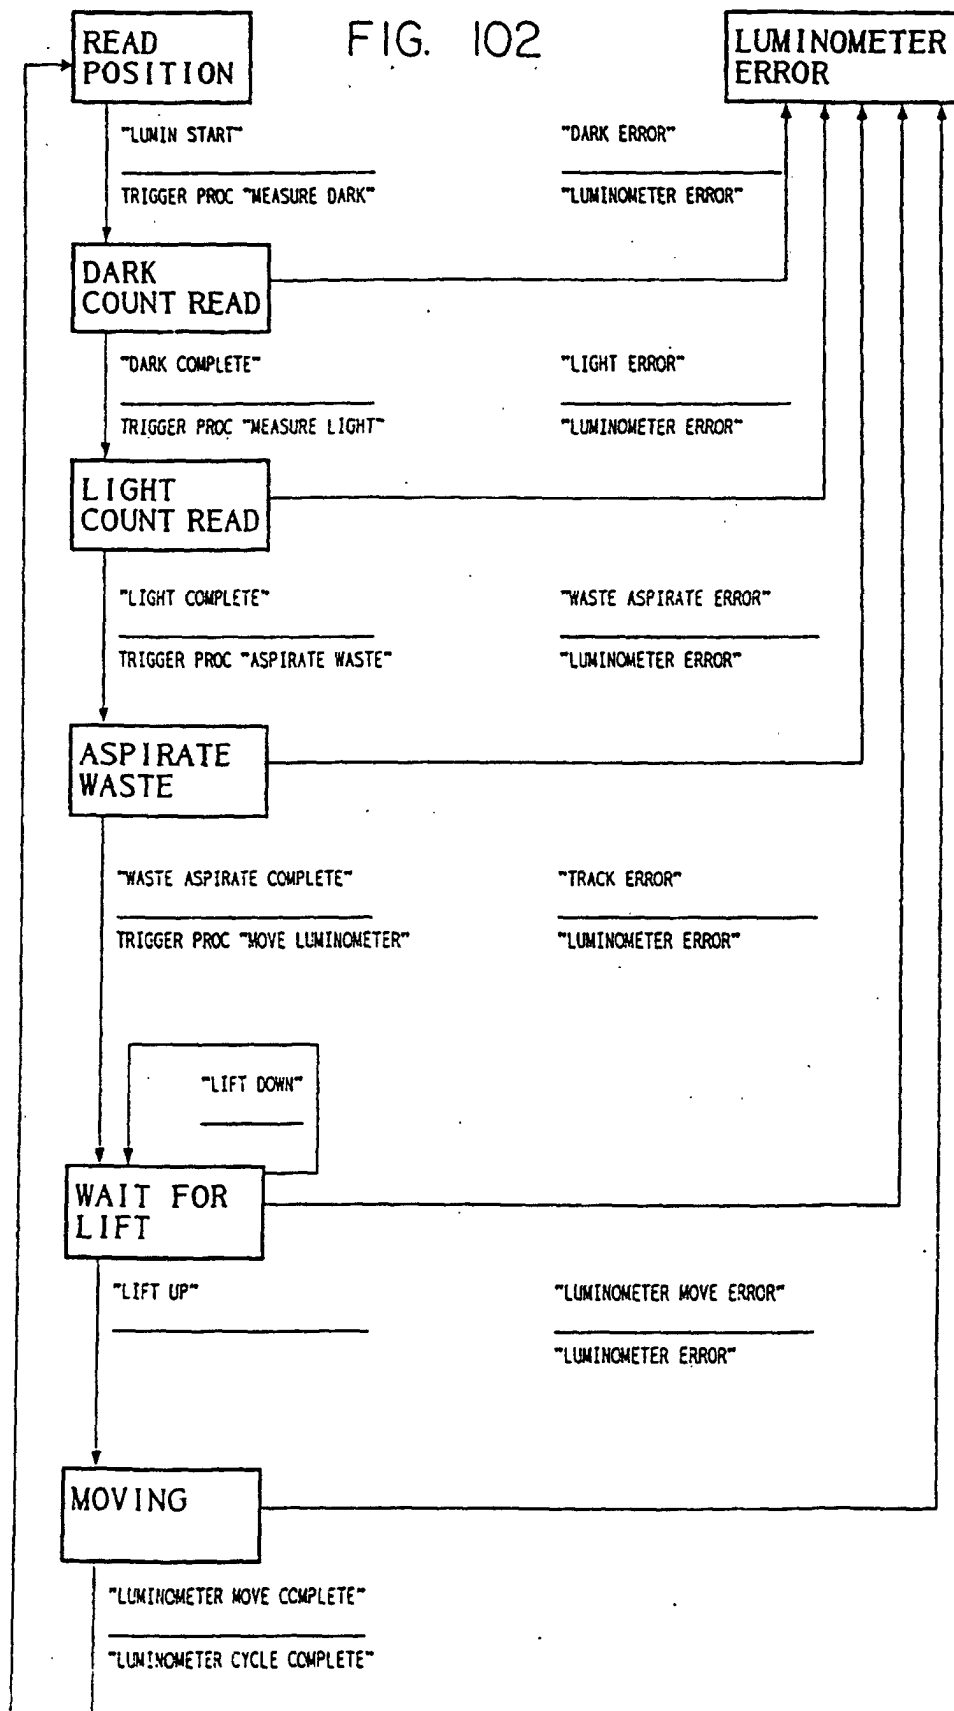 FIG. 102
READ
POSITION
LUMINOMETER
ERROR
"LUMIN START"
TRIGGER PROC "MEASURE DARK"
"DARK ERROR"
"LUMINOMETER ERROR"
DARK
COUNT READ
"DARK COMPLETE"
TRIGGER PROC "MEASURE LIGHT"
"LIGHT ERROR"
"LUMINOMETER ERROR"
LIGHT
COUNT READ
"LIGHT COMPLETE"
TRIGGER PROC "ASPIRATE WASTE"
"WASTE ASPIRATE ERROR"
"LUMINOMETER ERROR"
ASPIRATE
WASTE
"WASTE ASPIRATE COMPLETE"
TRIGGER PROC "MOVE LUMINOMETER"
"TRACK ERROR"
"LUMINOMETER ERROR"
"LIFT DOWN"
WAIT FOR
LIFT
"LIFT UP"
"LUMINOMETER MOVE ERROR"
"LUMINOMETER ERROR"
MOVING
"LUMINOMETER MOVE COMPLETE"
"LUMINOMETER CYCLE COMPLETE"